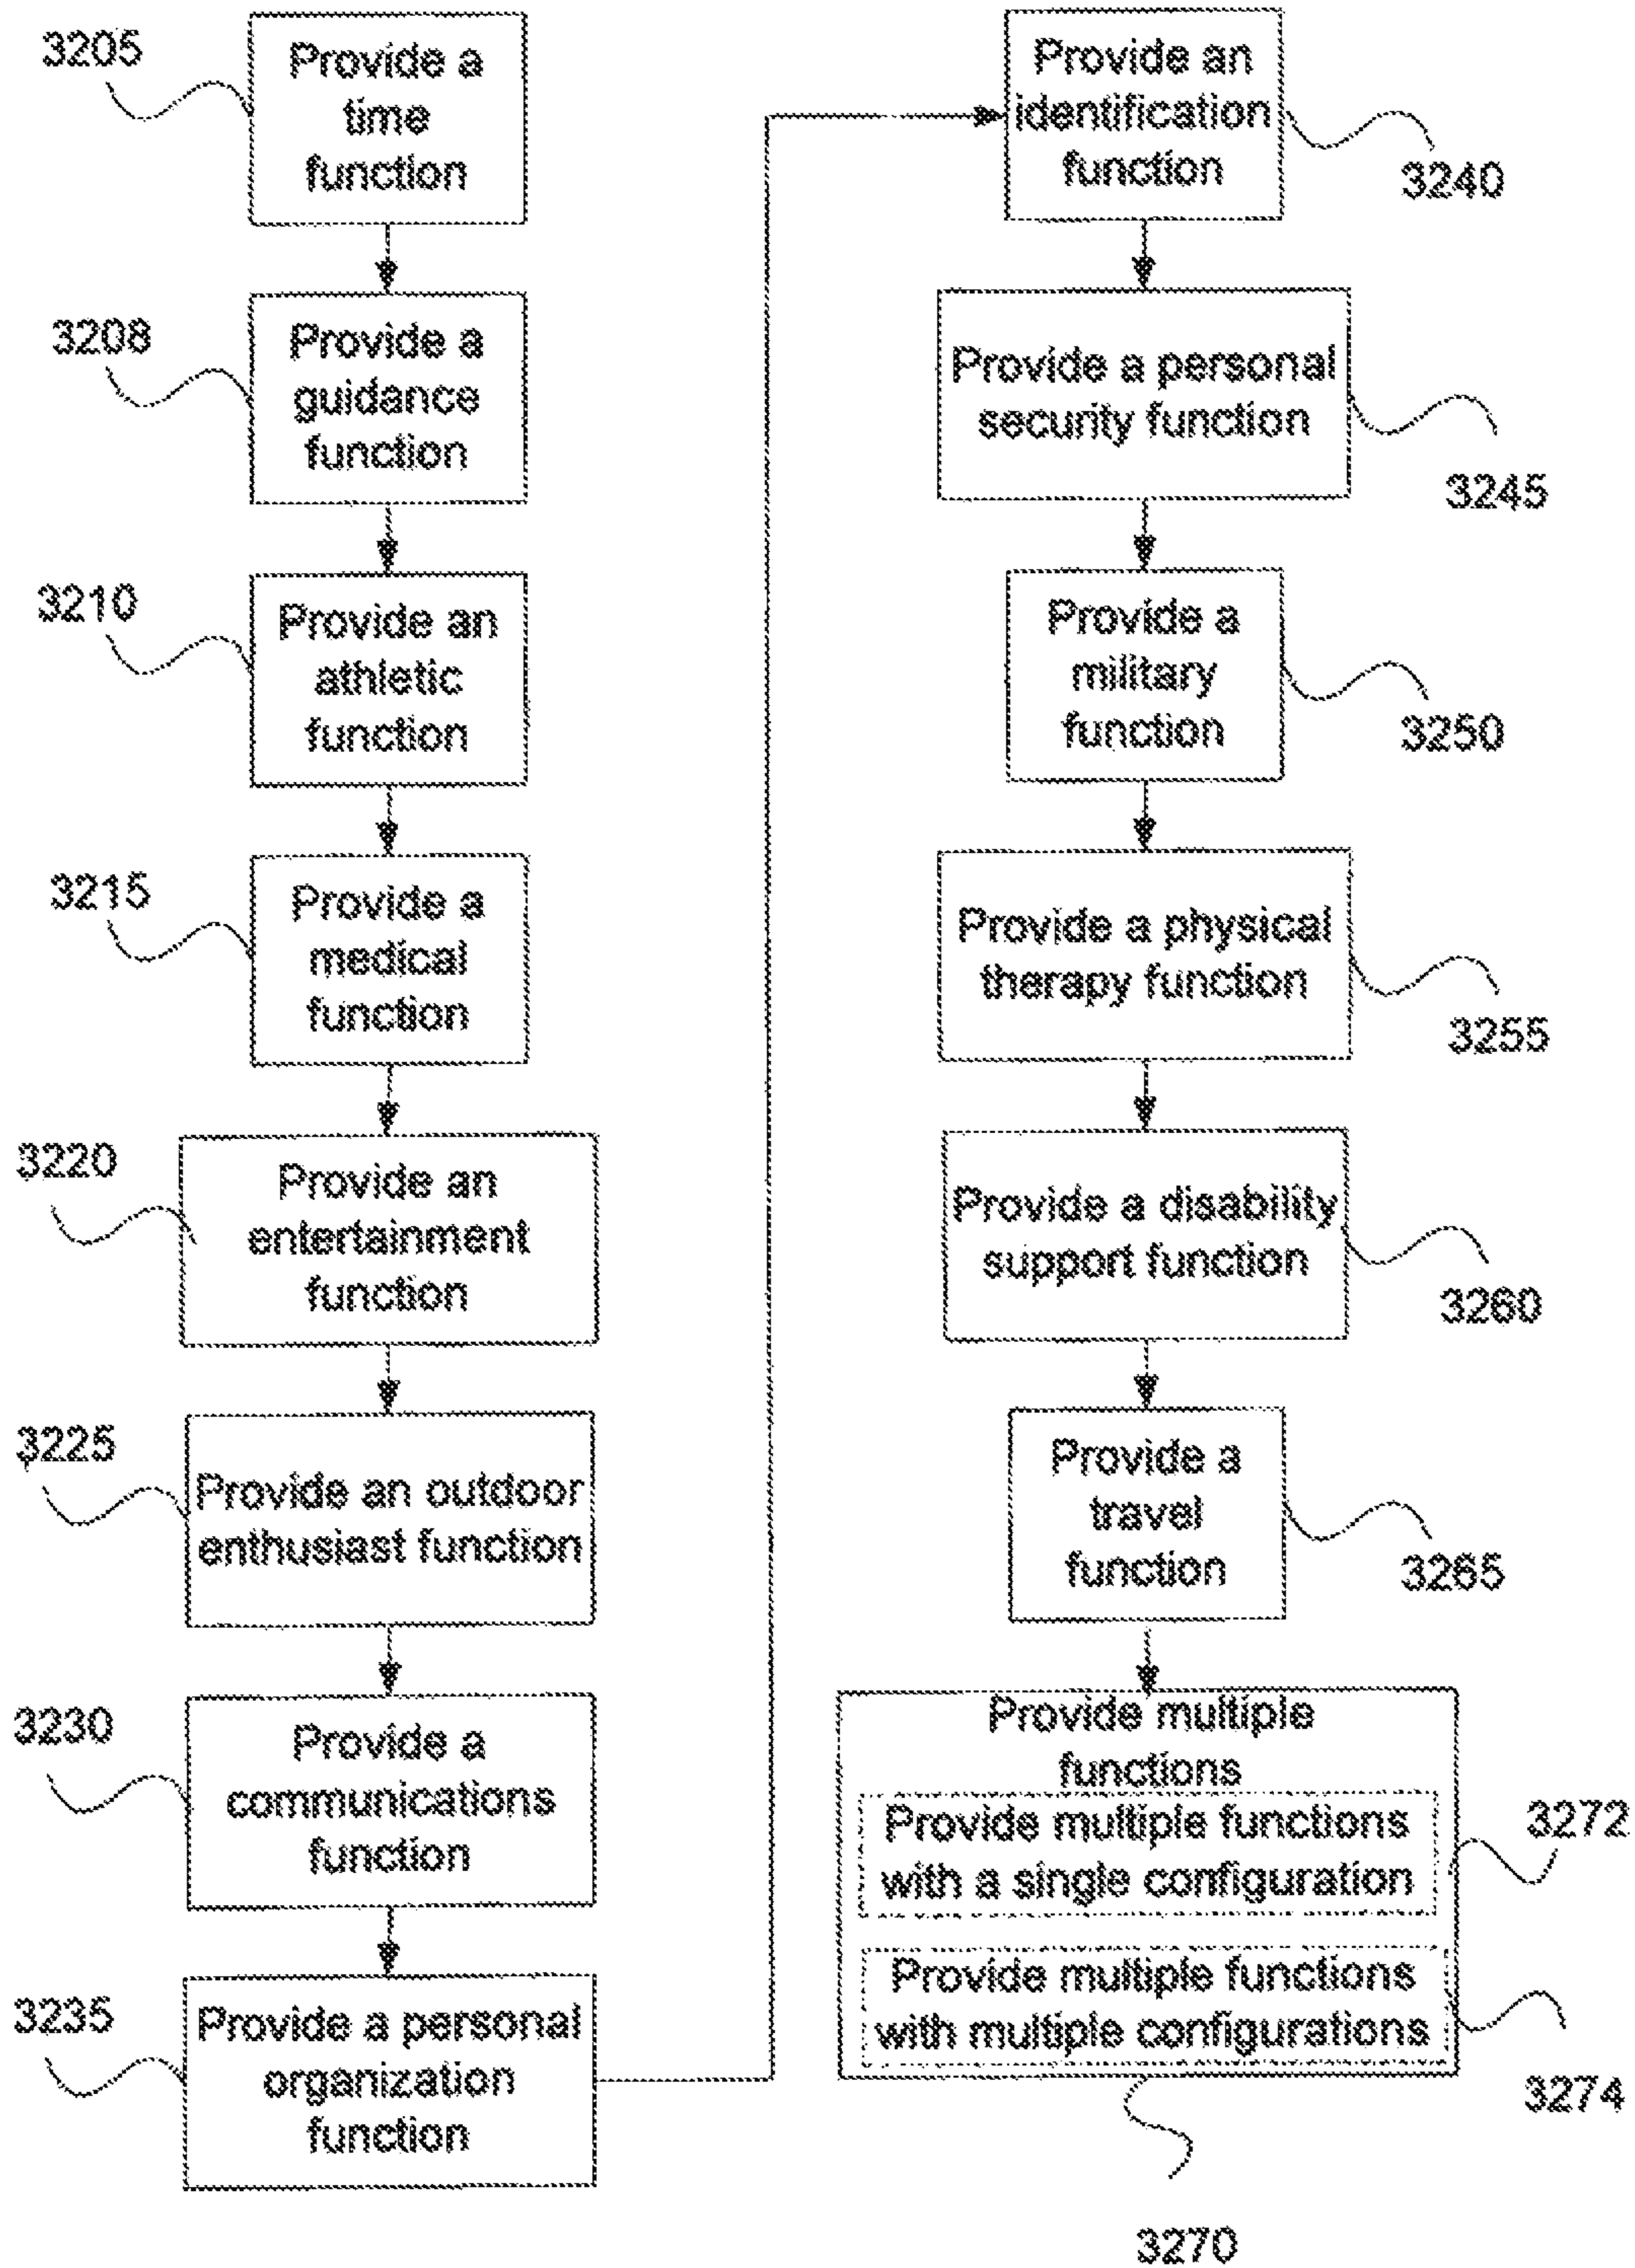 3205
Provide a
time
function
3208
Provide a
guidance
function
3210
Provide an
athletic
function
3215
Provide a
medical
function
3220
Provide an
entertainment
function
3225
Provide an outdoor
enthusiast function
3230
Provide a
communications
function
3235
Provide a personal
organization
function
Provide an
identification
function
3240
Provide a personal
security function
3245
Provide a
military
function
3250
Provide a physical
therapy function
3255
Provide a disability
support function
3260
Provide a
travel
function
3265
Provide multiple
functions
Provide multiple functions
with a single configuration
3272
Provide multiple functions
with multiple configurations
3274
3270